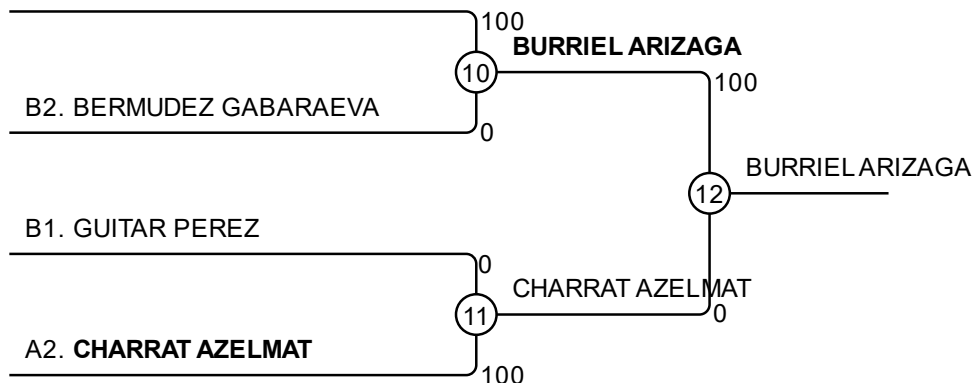 100
BURRIEL ARIZAGA
10
100
B2. BERMUDEZ GABARAEVA
0
BURRIEL ARIZAGA
12
B1. GUITAR PEREZ
0
CHARRAT AZELMAT
11
0
A2. CHARRAT AZELMAT
100